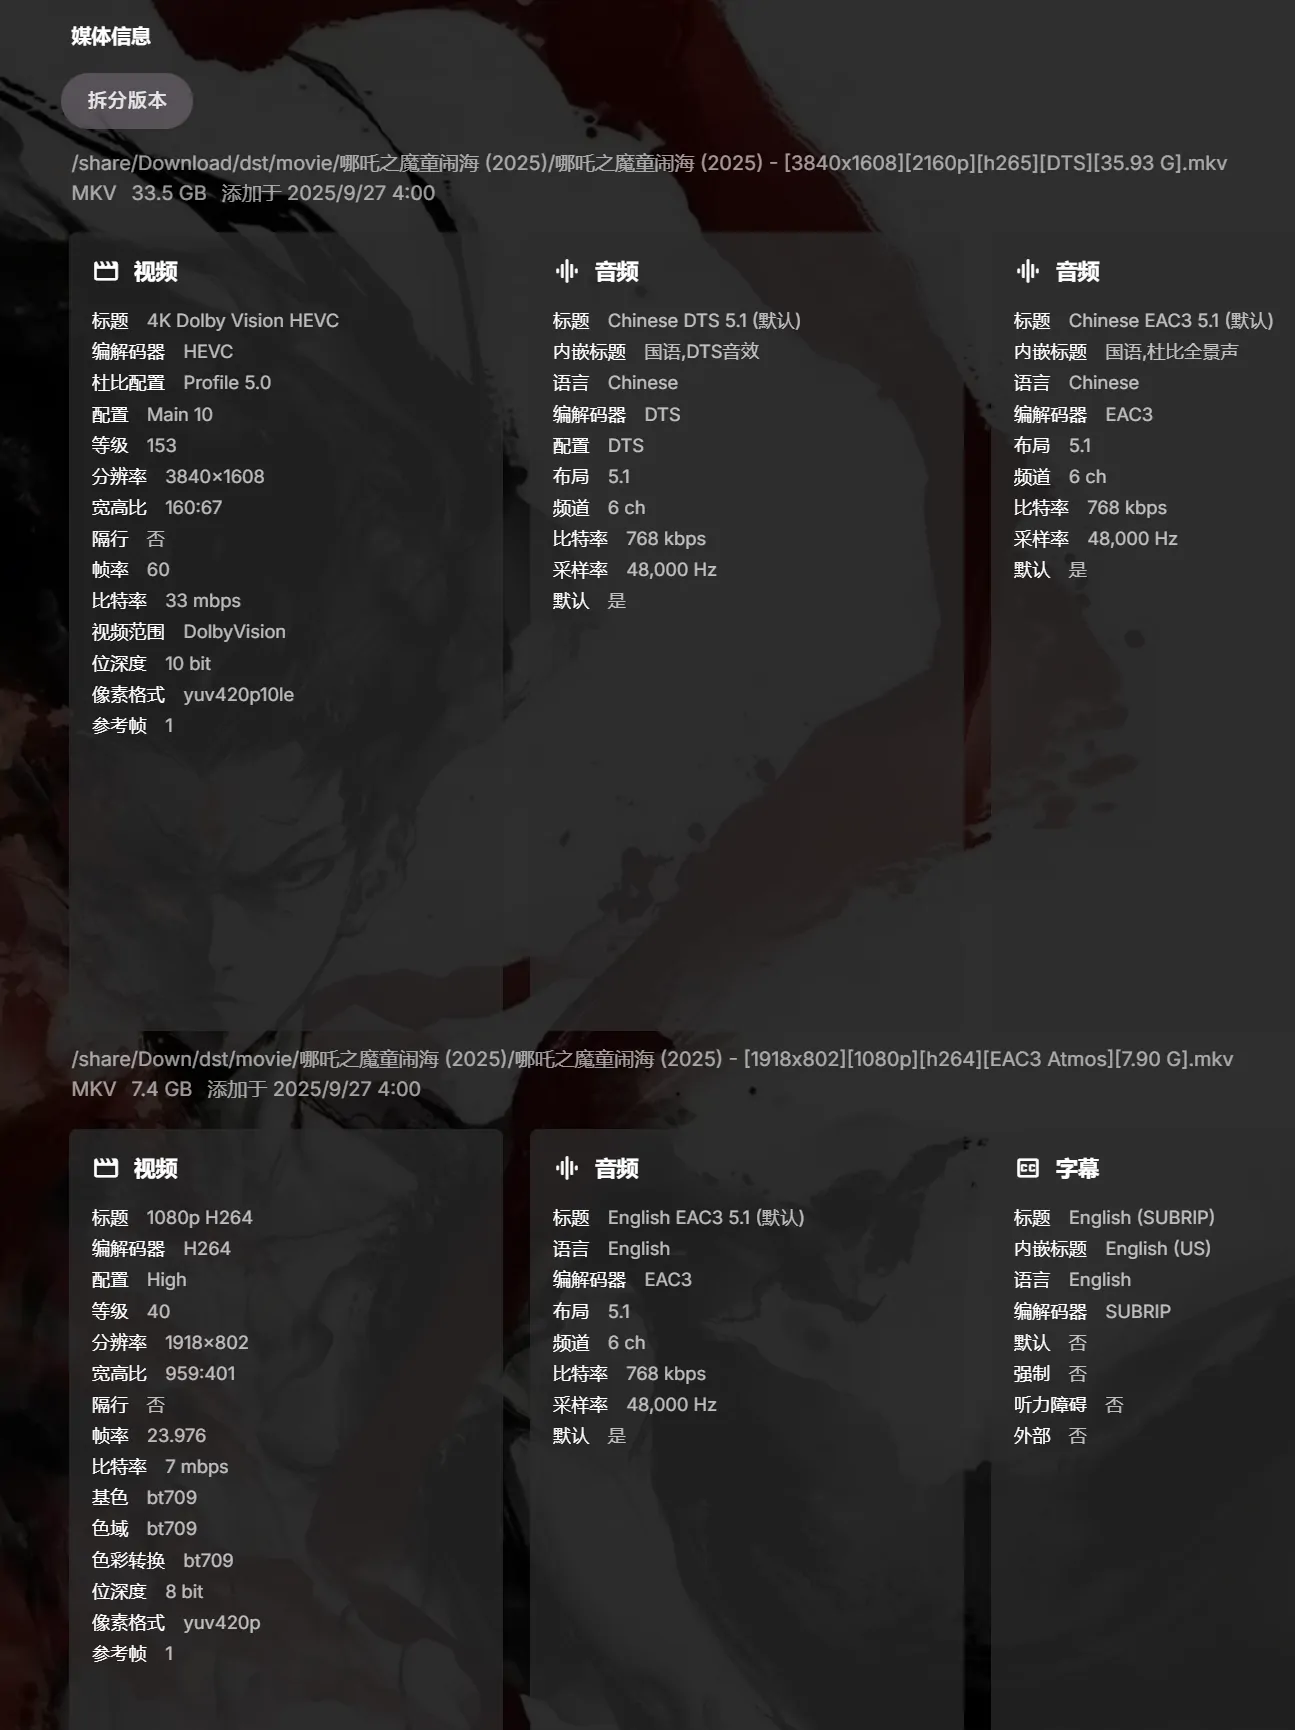 媒体信息
拆分版本
/share/Download/dst/movie/哪吒之魔童闹海 (2025)/哪吒之魔童闹海 (2025) - [3840x1608][2160p][h265][DTS][35.93 G].mkv
MKV 33.5 GB 添加于 2025/9/27 4:00
视频
标题 4K Dolby Vision HEVC
编解码器 HEVC
杜比配置 Profile 5.0
配置 Main 10
等级 153
分辨率 3840x1608
宽高比 160:67
隔行 否
帧率 60
比特率 33 mbps
视频范围 DolbyVision
位深度 10 bit
像素格式 yuv420p10le
参考帧 1
音频
标题 Chinese DTS 5.1 (默认)
内嵌标题 国语,DTS音效
语言 Chinese
编解码器 DTS
配置 DTS
布局 5.1
频道 6 ch
比特率 768 kbps
采样率 48,000 Hz
默认 是
音频
标题 Chinese EAC3 5.1 (默认)
内嵌标题 国语,杜比全景声
语言 Chinese
编解码器 EAC3
布局 5.1
频道 6 ch
比特率 768 kbps
采样率 48,000 Hz
默认 是
/share/Down/dst/movie/哪吒之魔童闹海 (2025)/哪吒之魔童闹海 (2025) - [1918x802][1080p][h264][EAC3 Atmos][7.90 G].mkv
MKV 7.4 GB 添加于 2025/9/27 4:00
视频
标题 1080p H264
编解码器 H264
配置 High
等级 40
分辨率 1918x802
宽高比 959:401
隔行 否
帧率 23.976
比特率 7 mbps
基色 bt709
色域 bt709
色彩转换 bt709
位深度 8 bit
像素格式 yuv420p
参考帧 1
音频
标题 English EAC3 5.1 (默认)
语言 English
编解码器 EAC3
布局 5.1
频道 6 ch
比特率 768 kbps
采样率 48,000 Hz
默认 是
字幕
标题 English (SUBRIP)
内嵌标题 English (US)
语言 English
编解码器 SUBRIP
默认 否
强制 否
听力障碍 否
外部 否